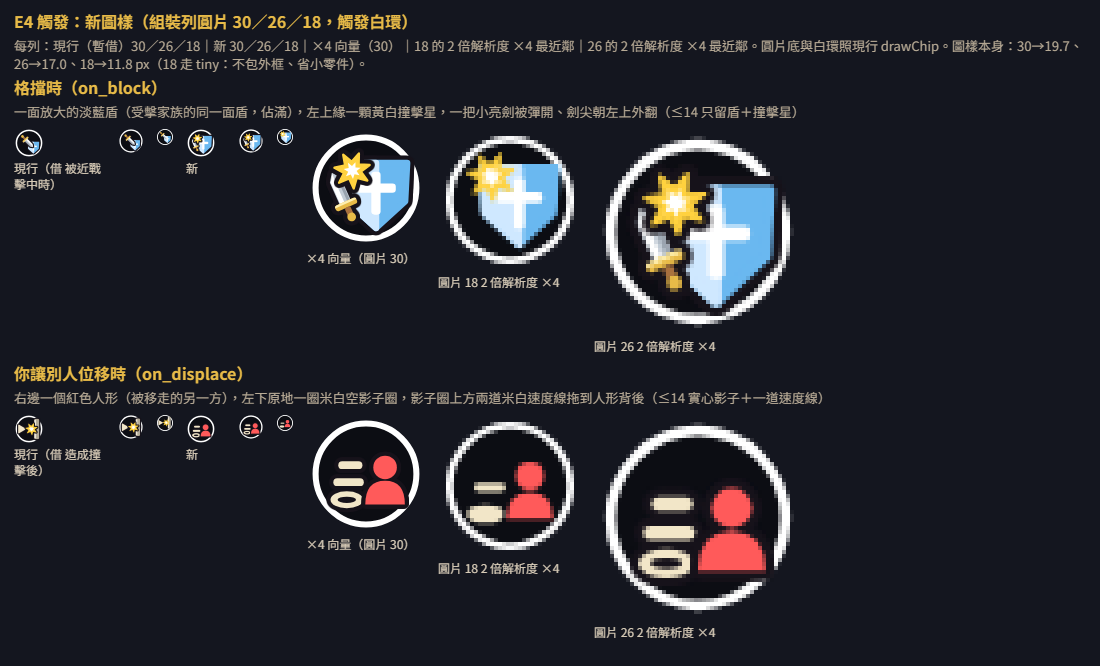 E4 觸發：新圖樣（組裝列圓片 30／26／18，觸發白環）
每列：現行（暫借）30／26／18｜新 30／26／18｜×4 向量（30）｜18 的 2 倍解析度 ×4 最近鄰｜26 的 2 倍解析度 ×4 最近鄰。圓片底與白環照現行 drawChip。圖樣本身：30→19.7、
26→17.0、18→11.8 px（18 走 tiny：不包外框、省小零件）。
格擋時（on_block）
一面放大的淡藍盾（受擊家族的同一面盾，佔滿），左上緣一顆黃白撞擊星，一把小亮劍被彈開、劍尖朝左上外翻（≤14 只留盾＋撞擊星）
現行（借 被近戰
擊中時）
新
×4 向量（圓片 30）
圓片 18 2 倍解析度 ×4
圓片 26 2 倍解析度 ×4
你讓別人位移時（on_displace）
右邊一個紅色人形（被移走的另一方），左下原地一圈米白空影子圈，影子圈上方兩道米白速度線拖到人形背後（≤14 實心影子＋一道速度線）
現行（借 造成撞
擊後）
新
×4 向量（圓片 30）
圓片 18 2 倍解析度 ×4
圓片 26 2 倍解析度 ×4